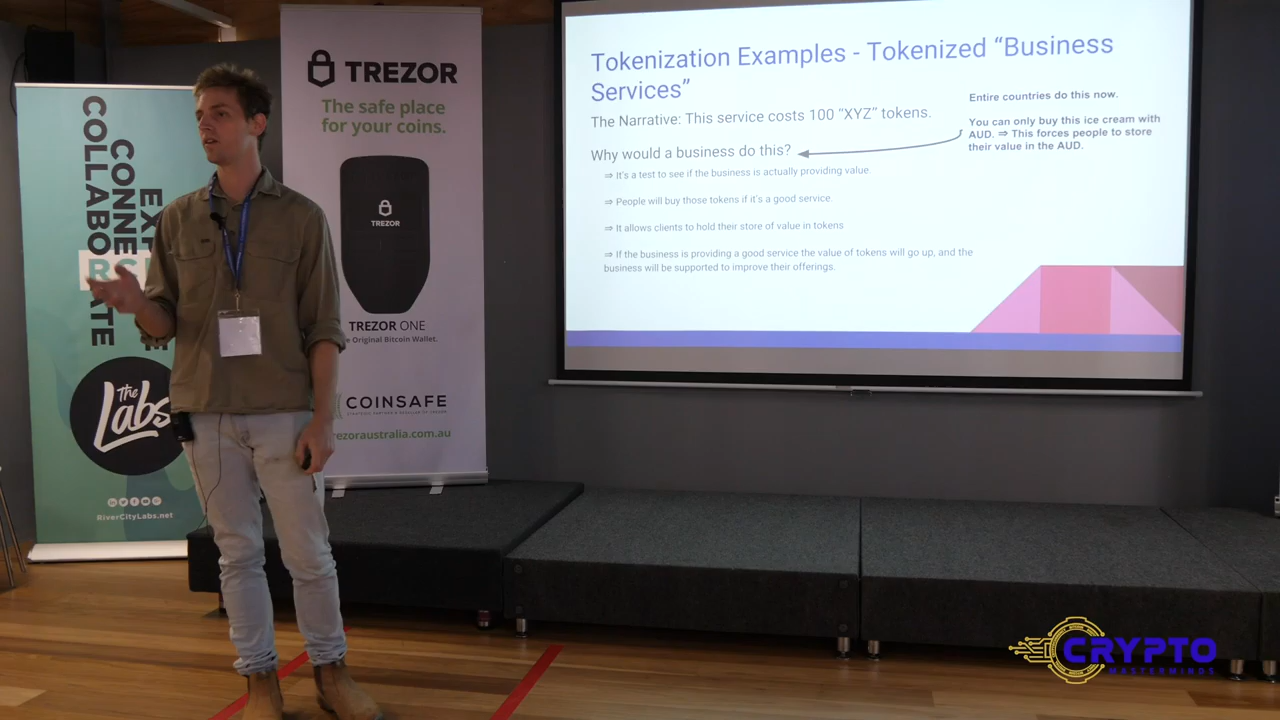 COLLABORATE
CONNE
EX
The
Labs
RiverCityLabs.net
TREZOR
The safe place
for your coins.
TREZOR
TREZOR ONE
Original Bitcoin Wallet.
COINSAFE
rezoraustralia.com.au
Tokenization Examples - Tokenized “Business
Services”
The Narrative: This service costs 100 “XYZ” tokens.
Why would a business do this?
⇒ It's a test to see if the business is actually providing value.
⇒ People will buy those tokens if it's a good service.
⇒ It allows clients to hold their store of value in tokens
⇒ If the business is providing a good service the value of tokens will go up, and the
business will be supported to improve their offerings.
Entire countries do this now.
You can only buy this ice cream with
AUD. ⇒ This forces people to store
their value in the AUD.
CRYPTO
MASTERMINDS